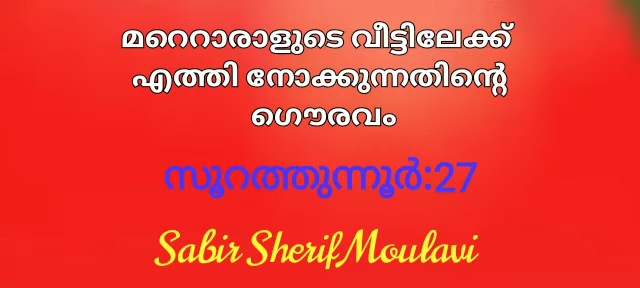 മറെറാരാളുടെ വീട്ടിലേക്ക്
എത്തി നോക്കുന്നതിന്റെ
ഗൌരവം
സൂറത്തുന്നൂർ:27
Sabir Sherif Moulavi